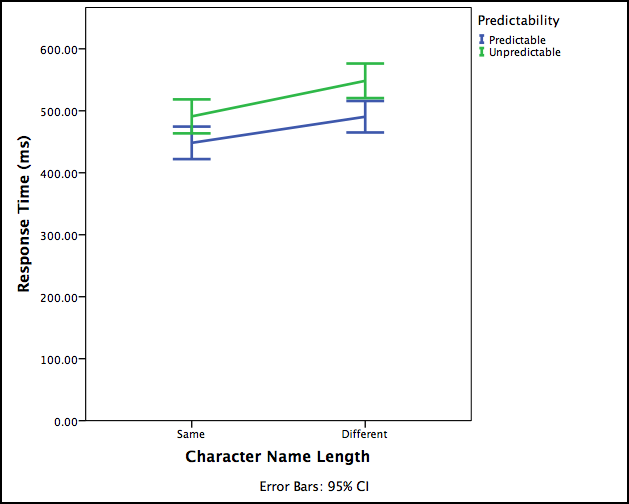 Predictability
Predictable
Unpredictable
600.00
500.00
400.00
300.00
200.00
100.00
0.00
Response Time (ms)
Same
Different
Character Name Length
Error Bars: 95% CI